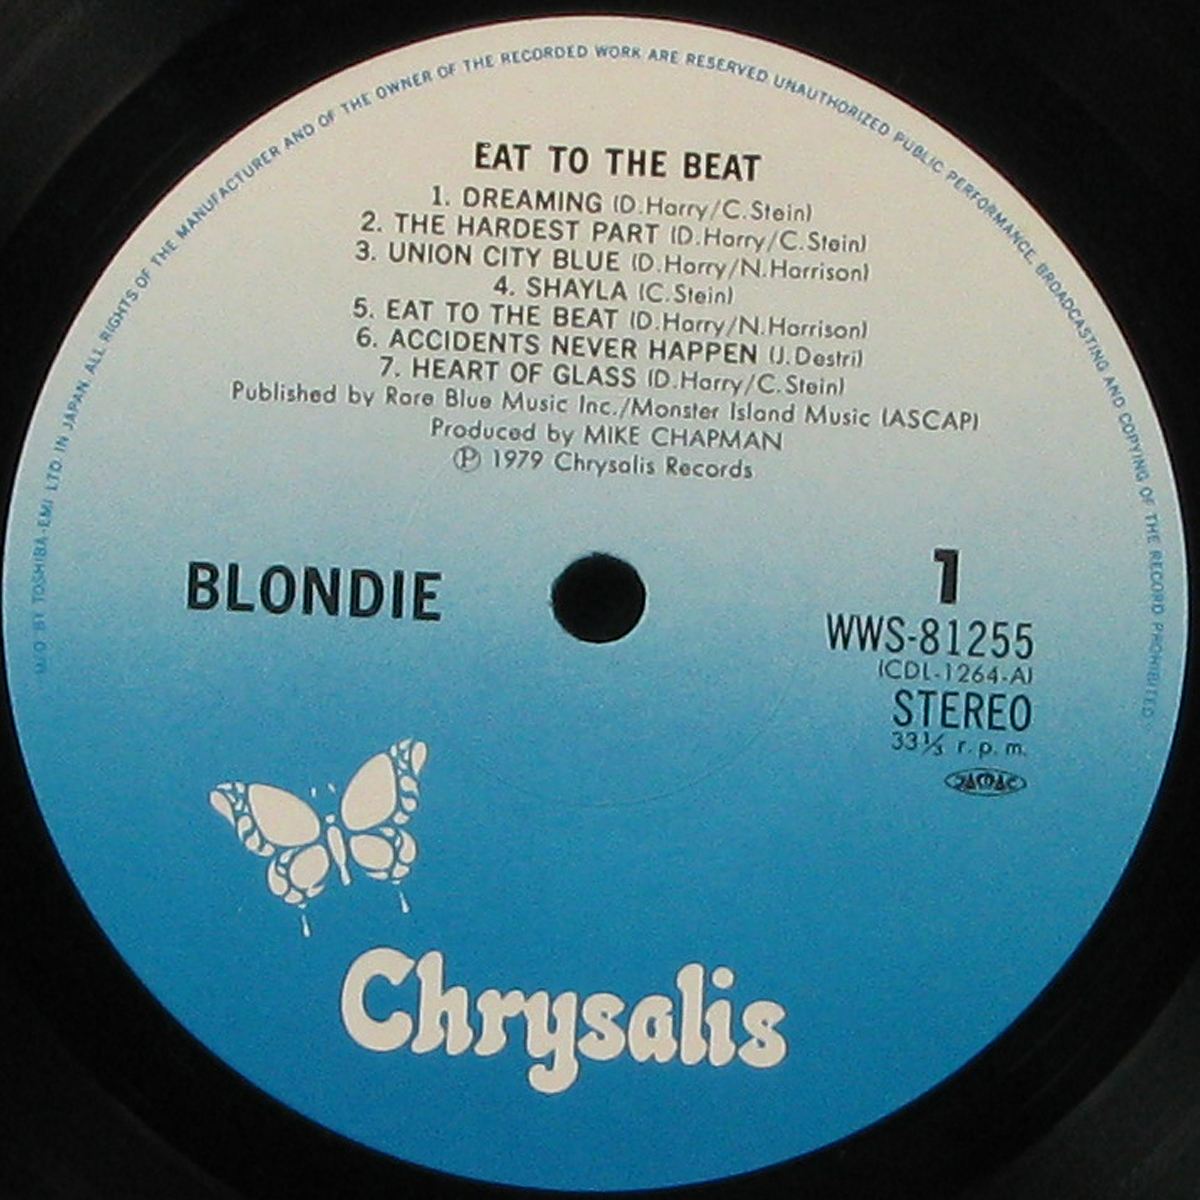 M/D BY TOSHIBA-EMI LTD. IN JAPAN. ALL RIGHTS OF THE MANUFACTURER AND OF THE OWNER OF THE RECORDED WORK ARE RESERVED UNAUTHORIZED PUBLIC PERFORMANCE, BROADCASTING AND COPYING OF THE RECORD PROHIBITED
EAT TO THE BEAT
1. DREAMING (D.Harry/C.Stein)
2. THE HARDEST PART (D.Harry/C.Stein)
3. UNION CITY BLUE (D.Harry/N.Harrison)
4. SHAYLA (C.Stein)
5. EAT TO THE BEAT (D.Harry/N.Harrison)
6. ACCIDENTS NEVER HAPPEN (J.Destri)
7. HEART OF GLASS (D.Harry/C.Stein)
Published by Rare Blue Music Inc./Monster Island Music (ASCAP)
Produced by MIKE CHAPMAN
Ⓟ 1979 Chrysalis Records
BLONDIE
1
WWS-81255
(CDL-1264-A)
STEREO
33⅓ r.p.m.
Chrysalis